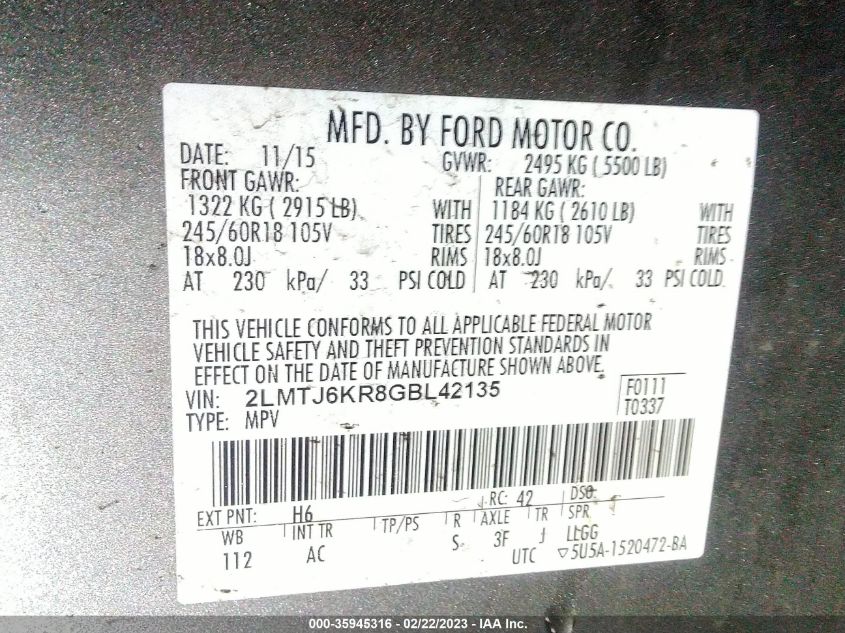 MFD. BY FORD MOTOR CO.
DATE: 11/15 GVWR: 2495 KG ( 5500 LB)
FRONT GAWR: REAR GAWR:
1322 KG ( 2915 LB) WITH 1184 KG ( 2610 LB) WITH
245/60R18 105V TIRES 245/60R18 105V TIRES
18x8.0J RIMS 18x8.0J RIMS
AT 230 kPa/ 33 PSI COLD AT 230 kPa/ 33 PSI COLD
THIS VEHICLE CONFORMS TO ALL APPLICABLE FEDERAL MOTOR
VEHICLE SAFETY AND THEFT PREVENTION STANDARDS IN
EFFECT ON THE DATE OF MANUFACTURE SHOWN ABOVE.
VIN: 2LMTJ6KR8GBL42135 F0111
TYPE: MPV T0337
EXT PNT: H6 RC: 42 DSO:
WB INT TR TP/PS R AXLE TR SPR
112 AC S 3F J LLGG
UTC ▽5U5A-1520472-BA
000-35945316 - 02/22/2023 - IAA Inc.